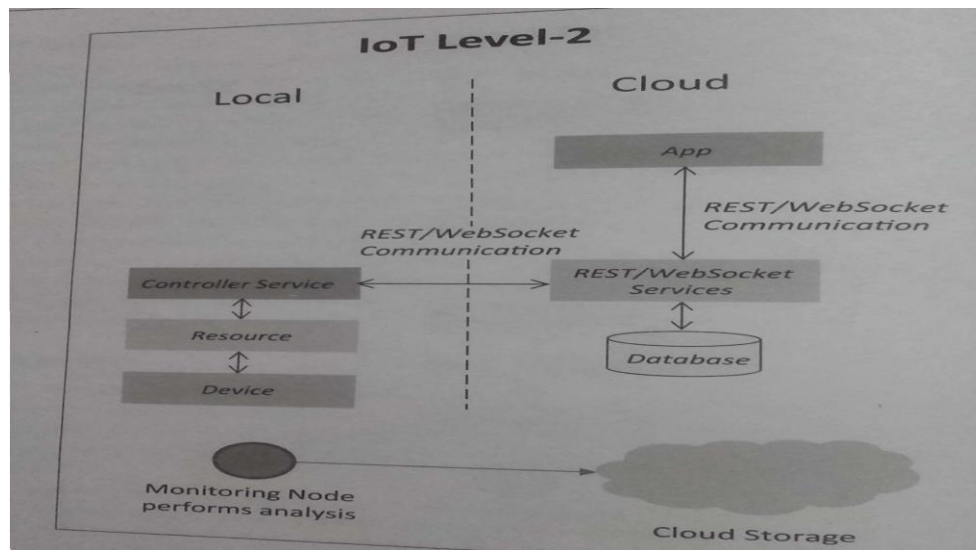 IoT Level-2
Local
Cloud
App
REST/WebSocket
Communication
REST/WebSocket
Communication
Controller Service
REST/WebSocket
Services
Resource
Database
Device
Monitoring Node
performs analysis
Cloud Storage